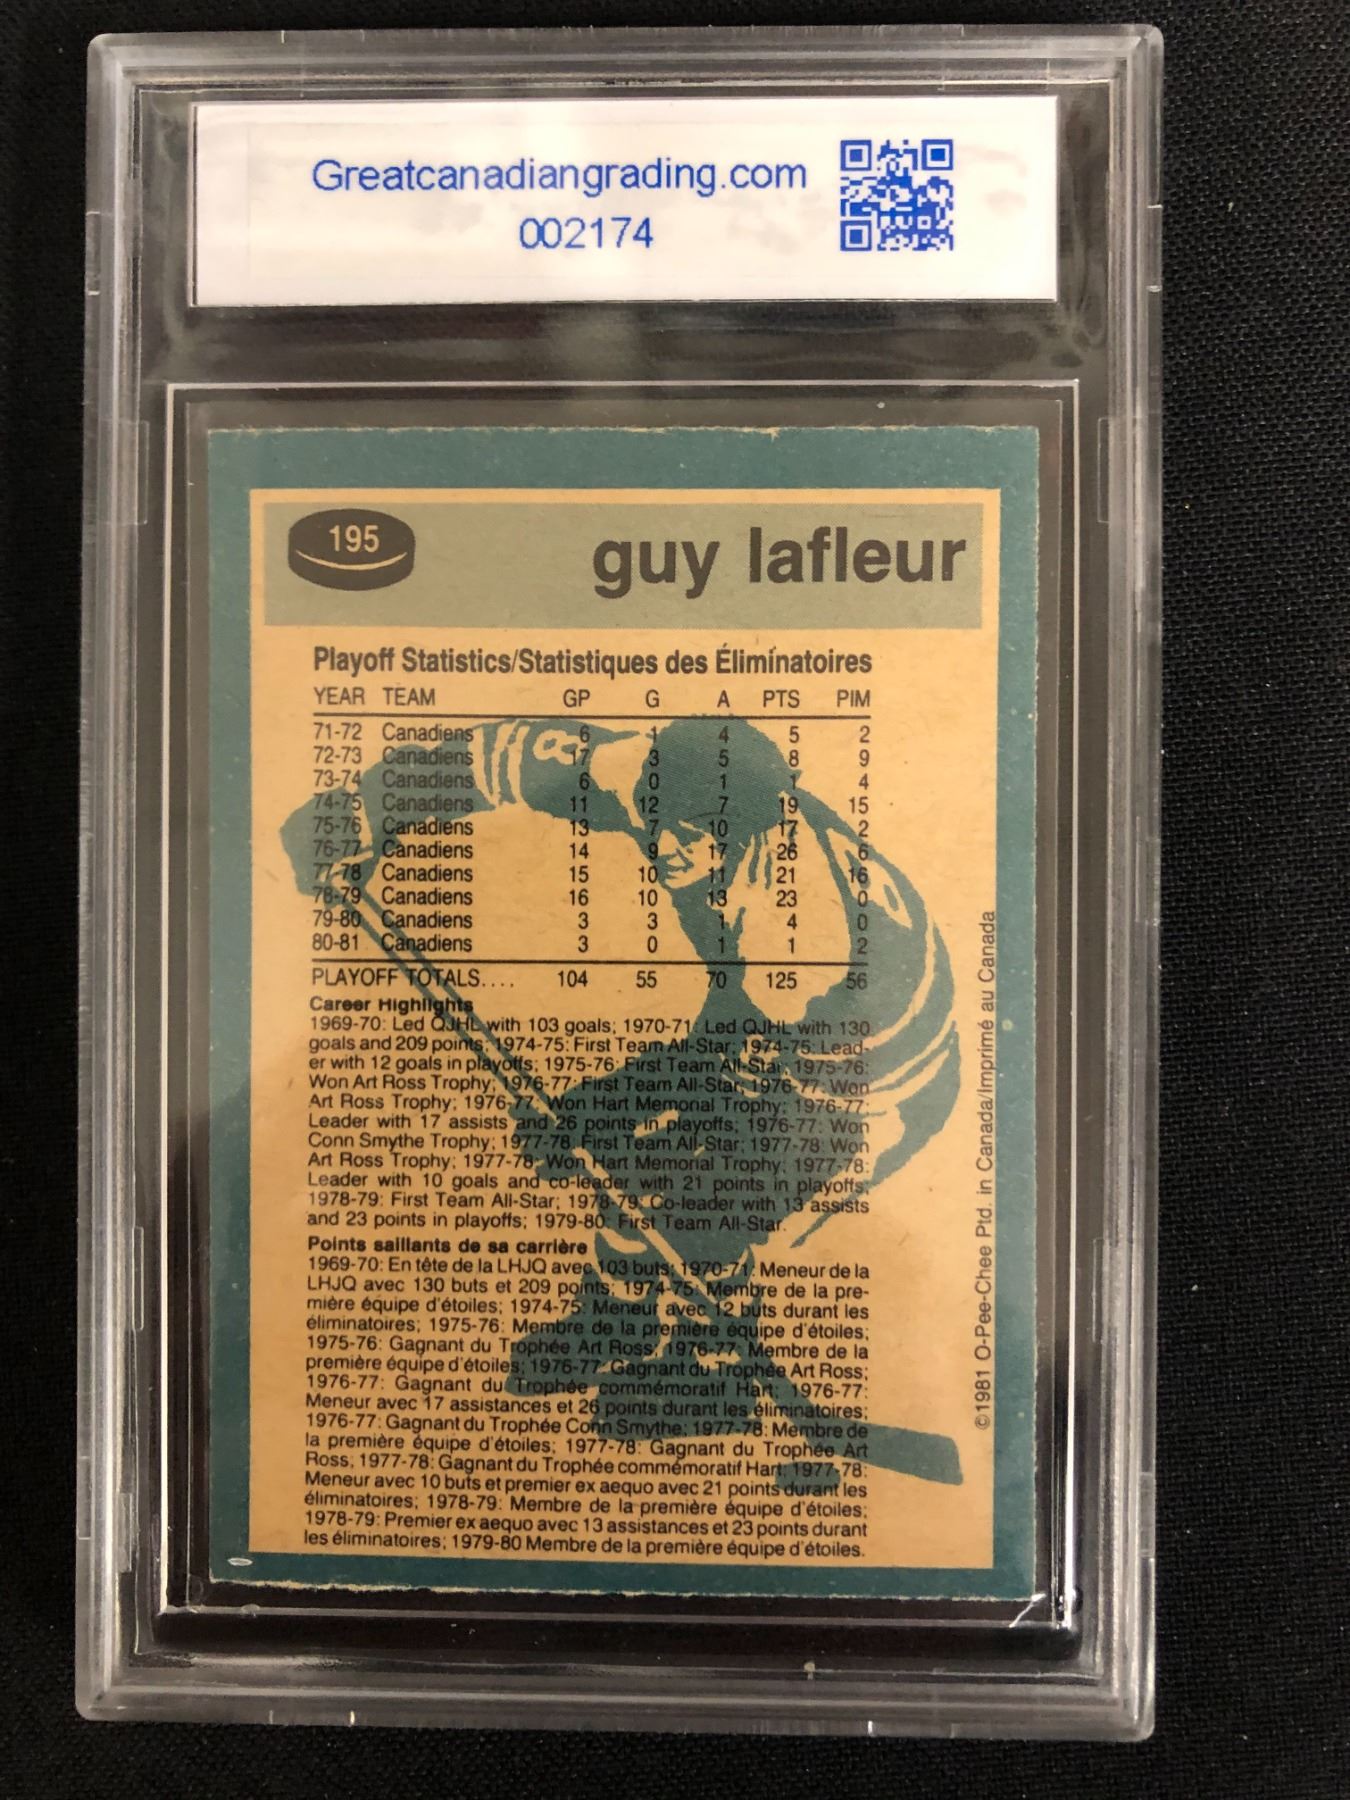 Greatcanadiangrading.com
002174
195
guy lafleur
Playoff Statistics/Statistiques des Éliminatoires
YEAR TEAM GP G A PTS PIM
71-72 Canadiens 6 1 4 5 2
72-73 Canadiens 17 3 5 8 9
73-74 Canadiens 6 0 1 1 4
74-75 Canadiens 11 12 7 19 15
75-76 Canadiens 13 7 10 17 2
76-77 Canadiens 14 9 17 26 6
77-78 Canadiens 15 10 11 21 16
78-79 Canadiens 16 10 13 23 0
79-80 Canadiens 3 3 1 4 0
80-81 Canadiens 3 0 1 1 2
PLAYOFF TOTALS.... 104 55 70 125 56
Career Highlights
1969-70: Led QJHL with 103 goals; 1970-71: Led QJHL with 130
goals and 209 points; 1974-75: First Team All-Star; 1974-75: Lead-
er with 12 goals in playoffs; 1975-76: First Team All-Star; 1975-76:
Won Art Ross Trophy; 1976-77: First Team All-Star; 1976-77: Won
Art Ross Trophy; 1976-77: Won Hart Memorial Trophy; 1976-77:
Leader with 17 assists and 26 points in playoffs; 1976-77: Won
Conn Smythe Trophy; 1977-78: First Team All-Star; 1977-78: Won
Art Ross Trophy; 1977-78: Won Hart Memorial Trophy; 1977-78:
Leader with 10 goals and co-leader with 21 points in playoffs;
1978-79: First Team All-Star; 1978-79: Co-leader with 13 assists
and 23 points in playoffs; 1979-80: First Team All-Star.
Points saillants de sa carrière
1969-70: En tête de la LHJQ avec 103 buts; 1970-71: Meneur de la
LHJQ avec 130 buts et 209 points; 1974-75: Membre de la pre-
mière équipe d'étoiles; 1974-75: Meneur avec 12 buts durant les
éliminatoires; 1975-76: Membre de la première équipe d'étoiles;
1975-76: Gagnant du Trophée Art Ross; 1976-77: Membre de la
première équipe d'étoiles; 1976-77: Gagnant du Trophée Art Ross;
1976-77: Gagnant du Trophée commémoratif Hart; 1976-77:
Meneur avec 17 assistances et 26 points durant les éliminatoires;
1976-77: Gagnant du Trophée Conn Smythe; 1977-78: Membre de
la première équipe d'étoiles; 1977-78: Gagnant du Trophée Art
Ross; 1977-78: Gagnant du Trophée commémoratif Hart; 1977-78:
Meneur avec 10 buts et premier ex aequo avec 21 points durant les
éliminatoires; 1978-79: Membre de la première équipe d'étoiles;
1978-79: Premier ex aequo avec 13 assistances et 23 points durant
les éliminatoires; 1979-80 Membre de la première équipe d'étoiles.
©1981 O-Pee-Chee Ptd. in Canada/Imprimé au Canada